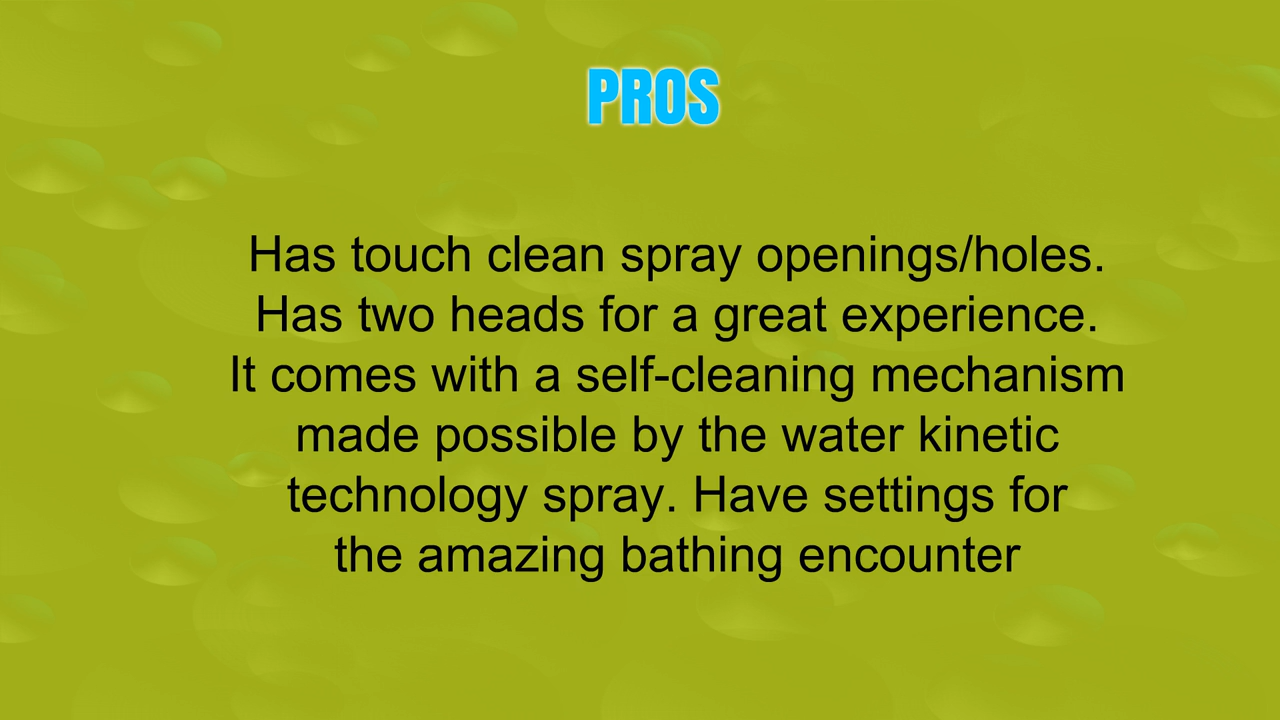 PROS
Has touch clean spray openings/holes.
Has two heads for a great experience.
It comes with a self-cleaning mechanism
made possible by the water kinetic
technology spray. Have settings for
the amazing bathing encounter